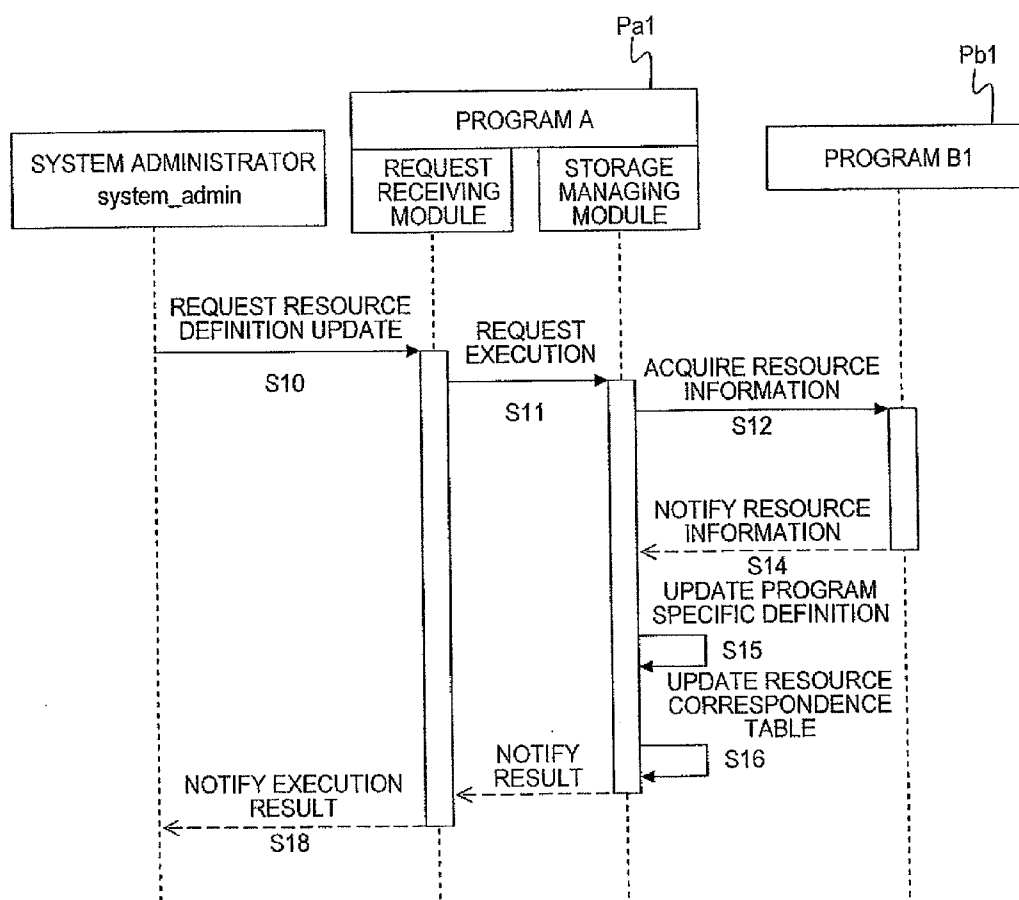 Pa1
Pb1
PROGRAM A
SYSTEM ADMINISTRATOR
system_admin
REQUEST
RECEIVING
MODULE
STORAGE
MANAGING
MODULE
PROGRAM B1
REQUEST RESOURCE
DEFINITION UPDATE
S10
REQUEST
EXECUTION
S11
ACQUIRE RESOURCE
INFORMATION
S12
NOTIFY RESOURCE
INFORMATION
S14
UPDATE PROGRAM
SPECIFIC DEFINITION
S15
UPDATE RESOURCE
CORRESPONDENCE
TABLE
S16
NOTIFY
RESULT
NOTIFY EXECUTION
RESULT
S18